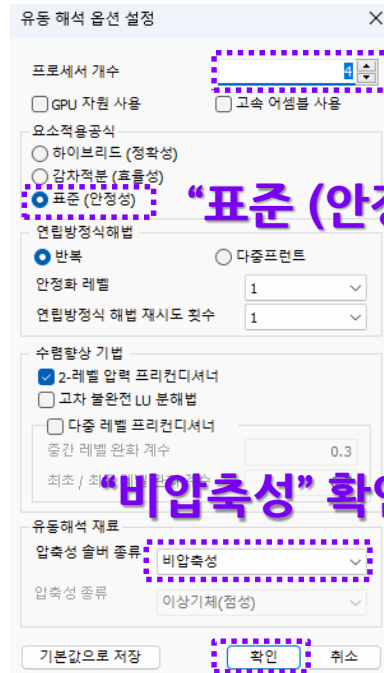 유동 해석 옵션 설정
프로세서 개수
4
GPU 자원 사용
고속 어셈블 사용
요소적용공식
하이브리드 (정확성)
감차적분 (효율성)
표준 (안정성)
“표준 (안정
연립방정식해법
반복
다중프런트
안정화 레벨
1
연립방정식 해법 재시도 횟수
1
수렴향상 기법
2-레벨 압력 프리컨디셔너
고차 불완전 LU 분해법
다중 레벨 프리컨디셔너
중간 레벨 완화 계수
0.3
최초 /
“비압축성” 확인
유동해석 재료
압축성 솔버 종류
비압축성
압축성 종류
이상기체(점성)
기본값으로 저장
확인
취소